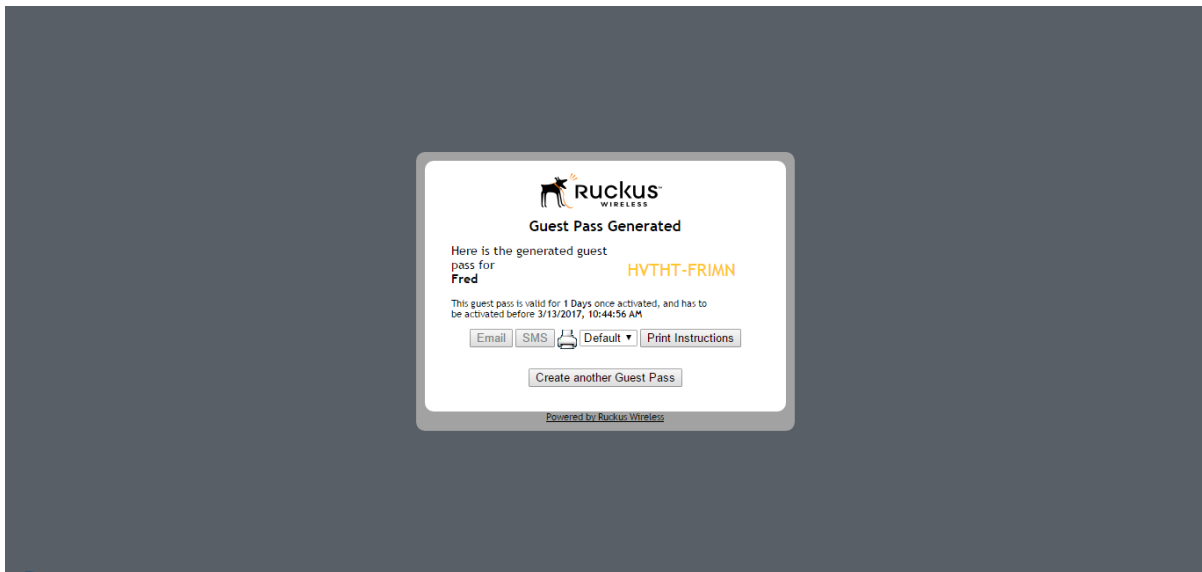 Ruckus™
WIRELESS
Guest Pass Generated
Here is the generated guest
pass for
Fred
HVTHT-FRIMN
This guest pass is valid for 1 Days once activated, and has to
be activated before 3/13/2017, 10:44:56 AM
Email SMS Default Print Instructions
Create another Guest Pass
Powered by Ruckus Wireless